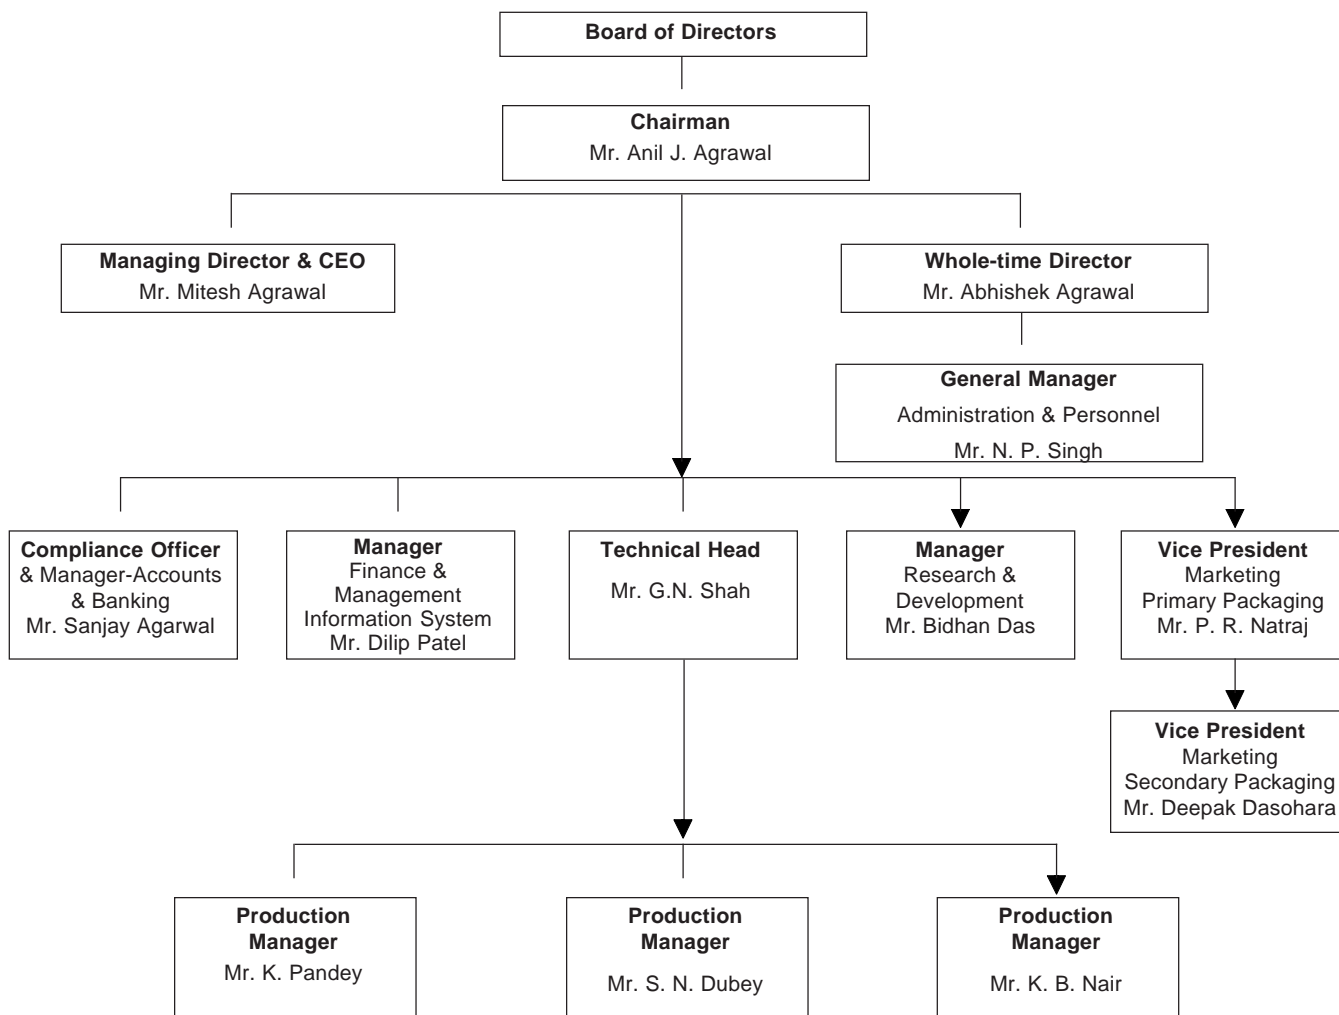 Board of Directors
Chairman
Mr. Anil J. Agrawal
Managing Director & CEO
Mr. Mitesh Agrawal
Whole-time Director
Mr. Abhishek Agrawal
General Manager
Administration & Personnel
Mr. N. P. Singh
Compliance Officer
& Manager-Accounts
& Banking
Mr. Sanjay Agarwal
Manager
Finance &
Management
Information System
Mr. Dilip Patel
Technical Head
Mr. G.N. Shah
Manager
Research &
Development
Mr. Bidhan Das
Vice President
Marketing
Primary Packaging
Mr. P. R. Natraj
Vice President
Marketing
Secondary Packaging
Mr. Deepak Dasohara
Production
Manager
Mr. K. Pandey
Production
Manager
Mr. S. N. Dubey
Production
Manager
Mr. K. B. Nair